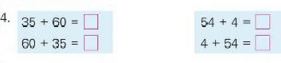 4.
35 + 60 = □
60 + 35 = □
54 + 4 = □
4 + 54 = □